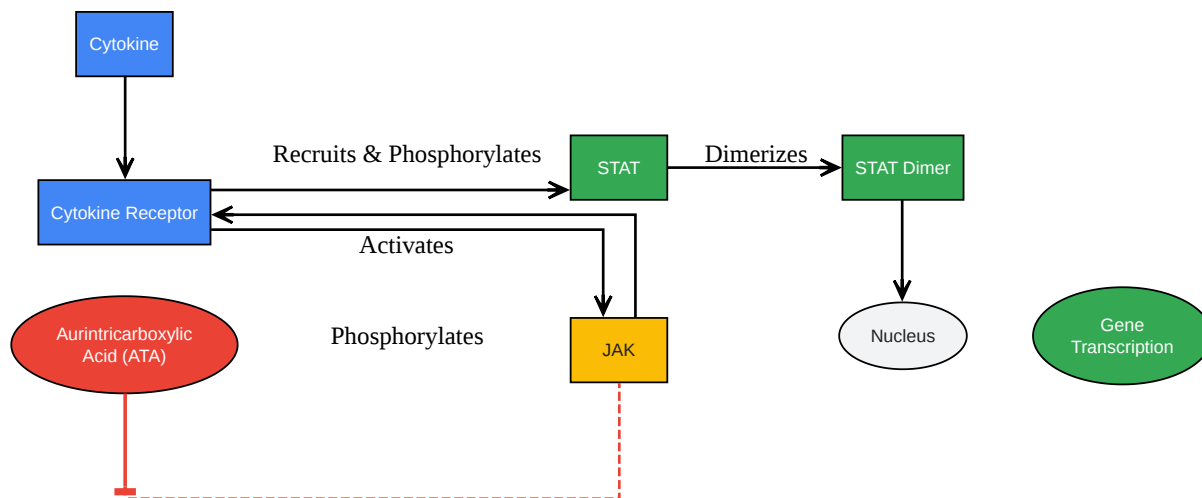 Cytokine
Recruits & Phosphorylates
STAT
Dimerizes
STAT Dimer
Cytokine Receptor
Activates
Aurintricarboxylic
Acid (ATA)
Phosphorylates
JAK
Nucleus
Gene
Transcription